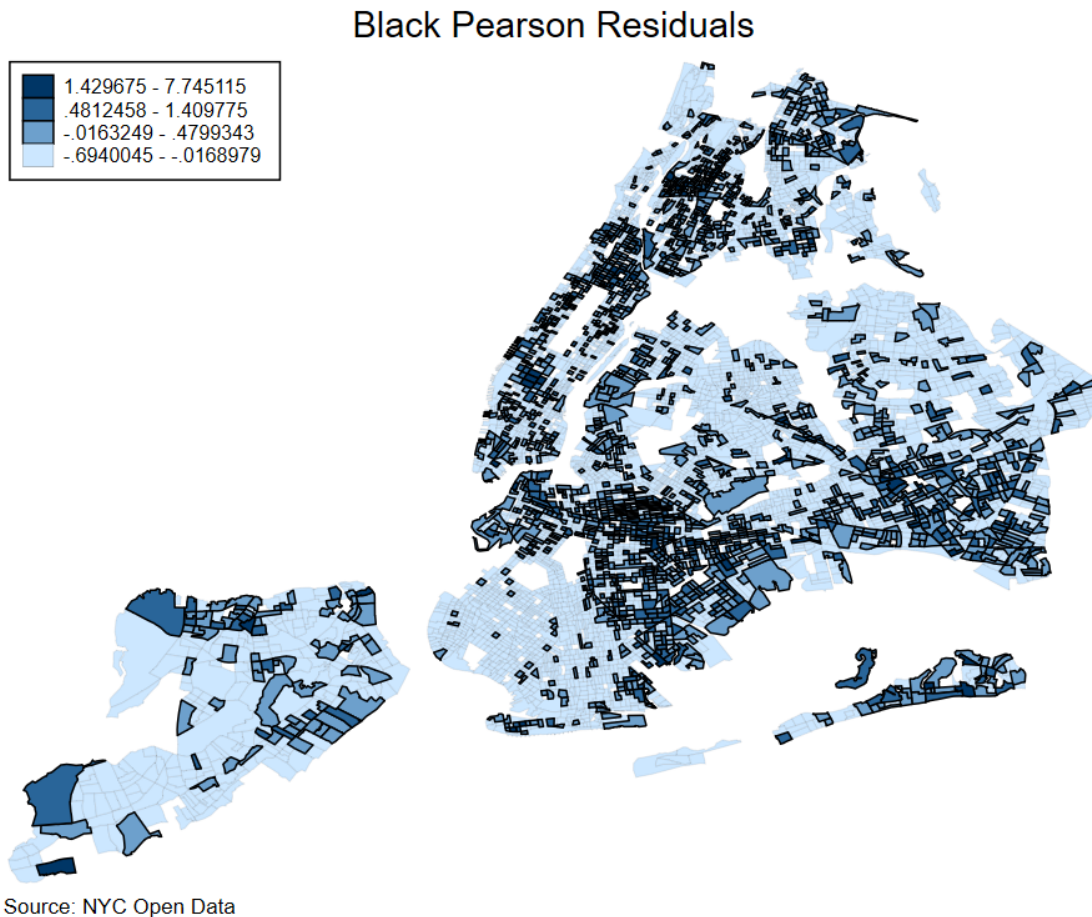 Black Pearson Residuals
1.429675 - 7.745115
.4812458 - 1.409775
-.0163249 - .4799343
-.6940045 - -.0168979
Source: NYC Open Data